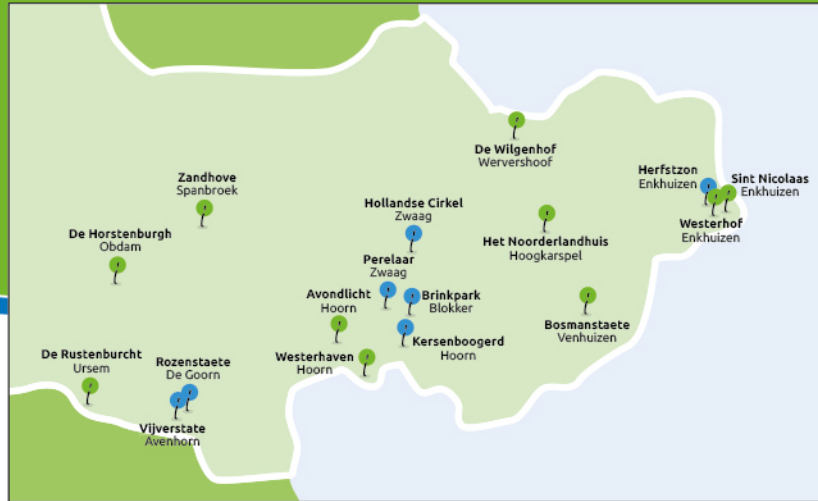 De Wilgenhof
Wervershoof
Zandhove
Spanbroek
Herfstzon
Enkhuizen
Sint Nicolaas
Enkhuizen
Hollandse Cirkel
Zwaag
Westerhof
Enkhuizen
De Horstenburgh
Obdam
Het Noorderlandhuis
Hoogkarspel
Perelaar
Zwaag
Avondlicht
Hoorn
Brinkpark
Blokker
Bosmanstaete
Venhuizen
Kersenboogerd
Hoorn
De Rustenburcht
Ursem
Rozenstaete
De Goorn
Westerhaven
Hoorn
Vijverstate
Avenhorn